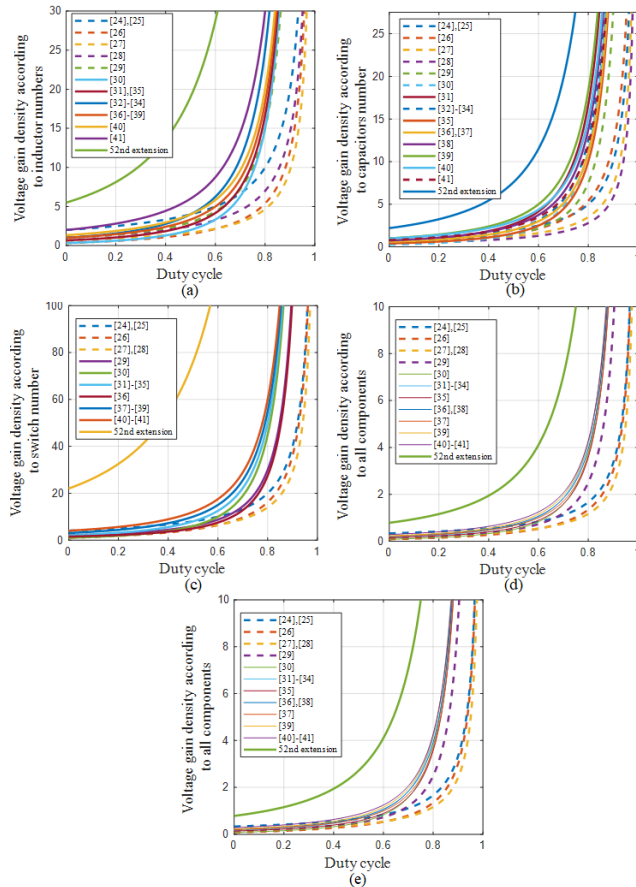 Voltage gain density according
to inductor numbers
30
25
20
15
10
5
0
[24],[25]
[26]
[27]
[28]
[29]
[30]
[31],[35]
[32]-[34]
[36]-[39]
[40]
[41]
52nd extension
0 0.2 0.4 0.6 0.8 1
Duty cycle
(a)
Voltage gain density according
to capacitors number
25
20
15
10
5
[24],[25]
[26]
[27]
[28]
[29]
[30]
[31]
[32)-[34]
[35]
[36],[37]
[38]
[39]
[40]
[41]
52nd extension
0 0.2 0.4 0.6 0.8 1
Duty cycle
(b)
Voltage gain density according
to switch number
100
80
60
40
20
0
[24],[25]
[26]
[27],[28]
[29]
[30]
[31]-[35]
[36]
[37]-[39]
[40]-[41]
52nd extension
0 0.2 0.4 0.6 0.8 1
Duty cycle
(c)
Voltage gain density according
to all components
10
8
6
4
2
0
[24],[25]
[26]
[27],[28]
[29]
[30]
[31]-[34]
[35]
[36],[38]
[37]
[39]
[40]-[41]
52nd extension
0 0.2 0.4 0.6 0.8 1
Duty cycle
(d)
Voltage gain density according
to all components
10
8
6
4
2
0
[24],[25]
[26]
[27],[28]
[29]
[30]
[31]-[34]
[35]
[36],[38]
[37]
[39]
[40]-[41]
52nd extension
0 0.2 0.4 0.6 0.8 1
Duty cycle
(e)